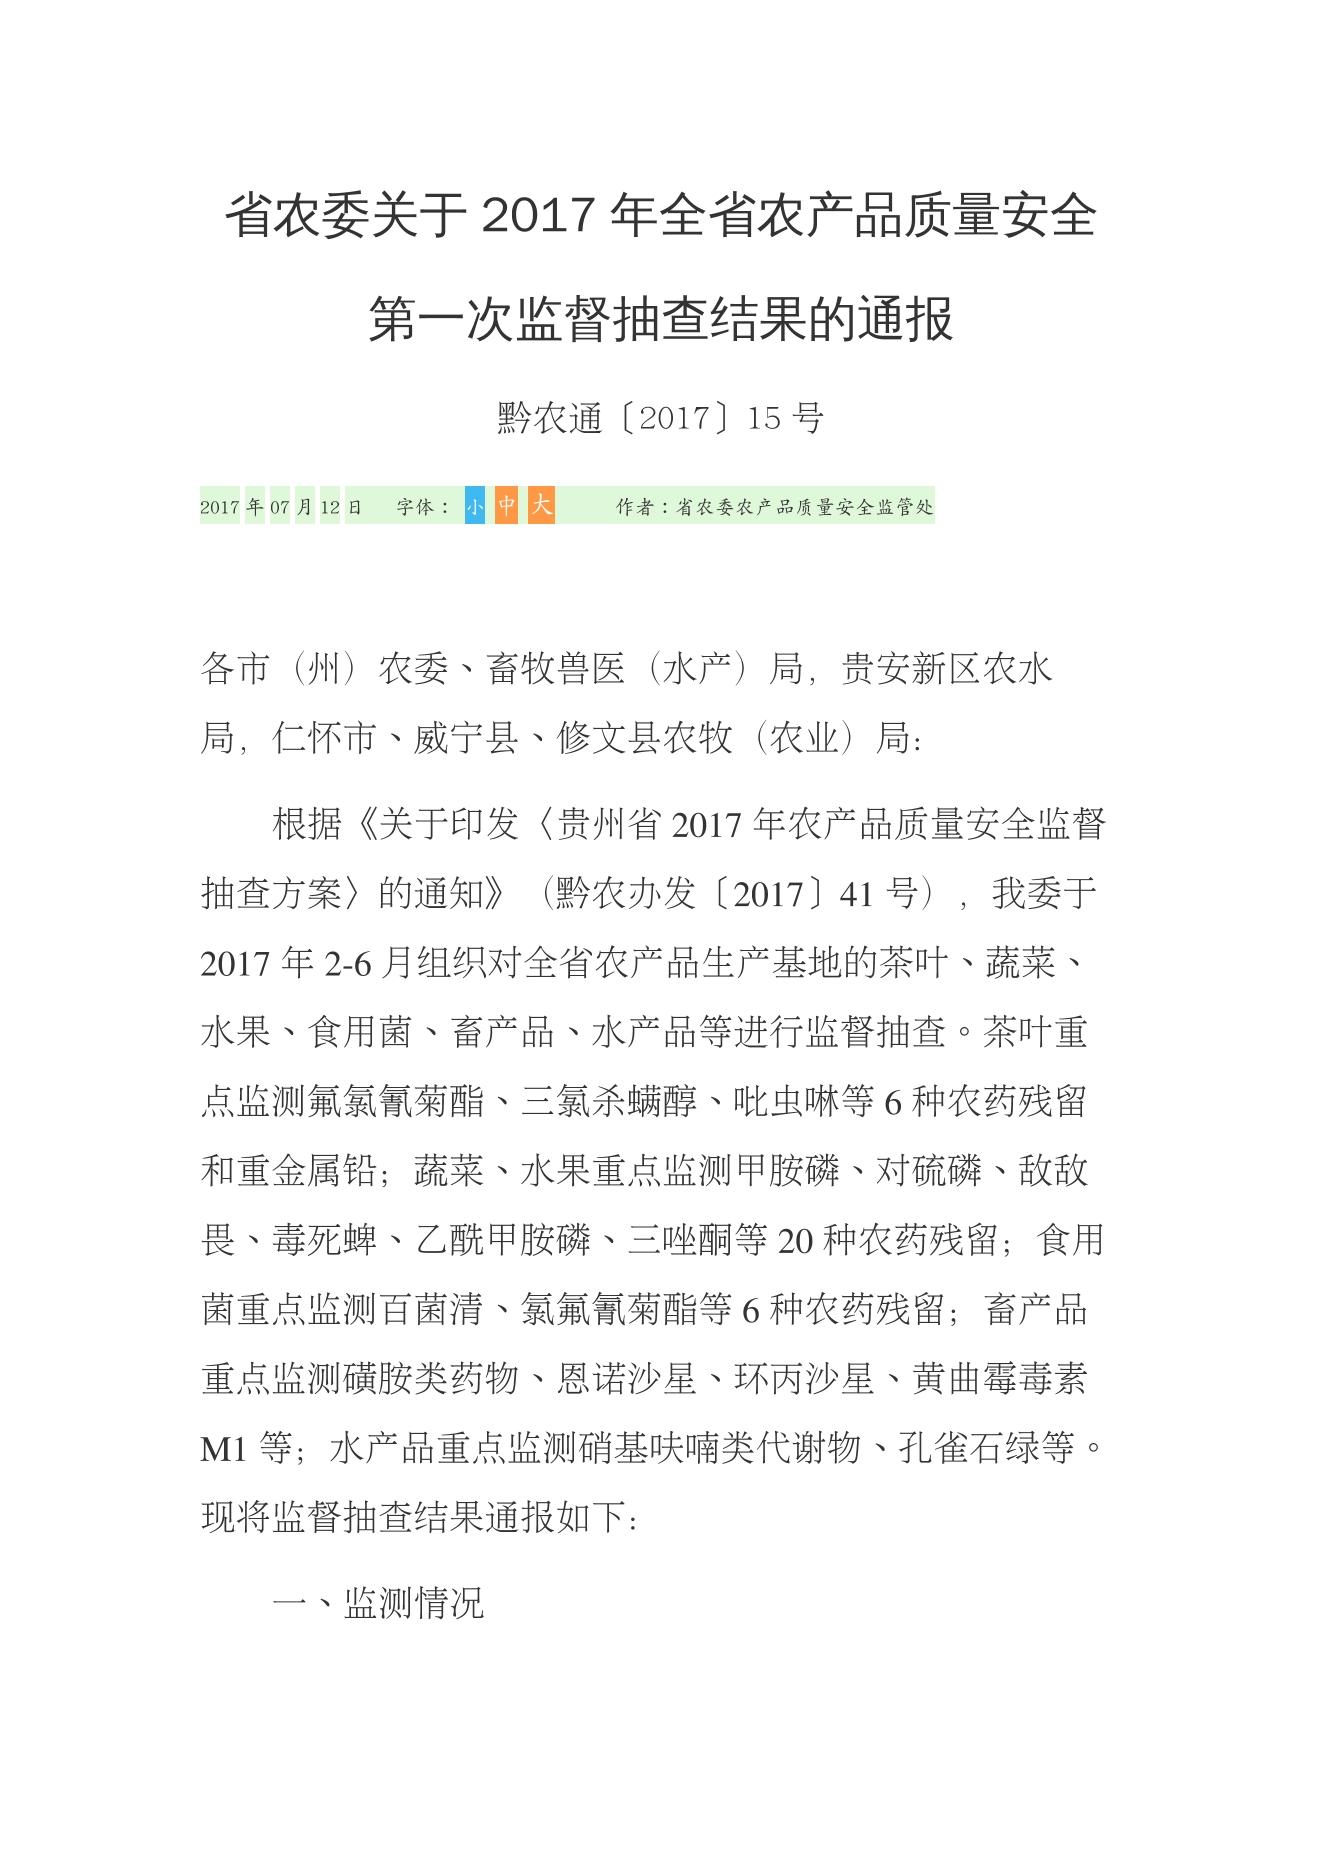 省农委关于 2017 年全省农产品质量安全
第一次监督抽查结果的通报
黔农通〔2017〕15 号
2017 年 07 月 12 日 字体： 小 中 大 作者：省农委农产品质量安全监管处
各市（州）农委、畜牧兽医（水产）局，贵安新区农水
局，仁怀市、威宁县、修文县农牧（农业）局：
根据《关于印发〈贵州省 2017 年农产品质量安全监督
抽查方案〉的通知》（黔农办发〔2017〕41 号），我委于
2017 年 2-6 月组织对全省农产品生产基地的茶叶、蔬菜、
水果、食用菌、畜产品、水产品等进行监督抽查。茶叶重
点监测氟氯氰菊酯、三氯杀螨醇、吡虫啉等 6 种农药残留
和重金属铅；蔬菜、水果重点监测甲胺磷、对硫磷、敌敌
畏、毒死蜱、乙酰甲胺磷、三唑酮等 20 种农药残留；食用
菌重点监测百菌清、氯氟氰菊酯等 6 种农药残留；畜产品
重点监测磺胺类药物、恩诺沙星、环丙沙星、黄曲霉毒素
M1 等；水产品重点监测硝基呋喃类代谢物、孔雀石绿等。
现将监督抽查结果通报如下：
一、监测情况